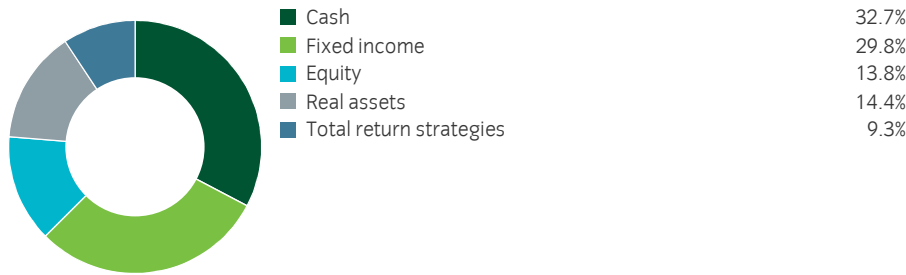 Cash 32.7%
Fixed income 29.8%
Equity 13.8%
Real assets 14.4%
Total return strategies 9.3%